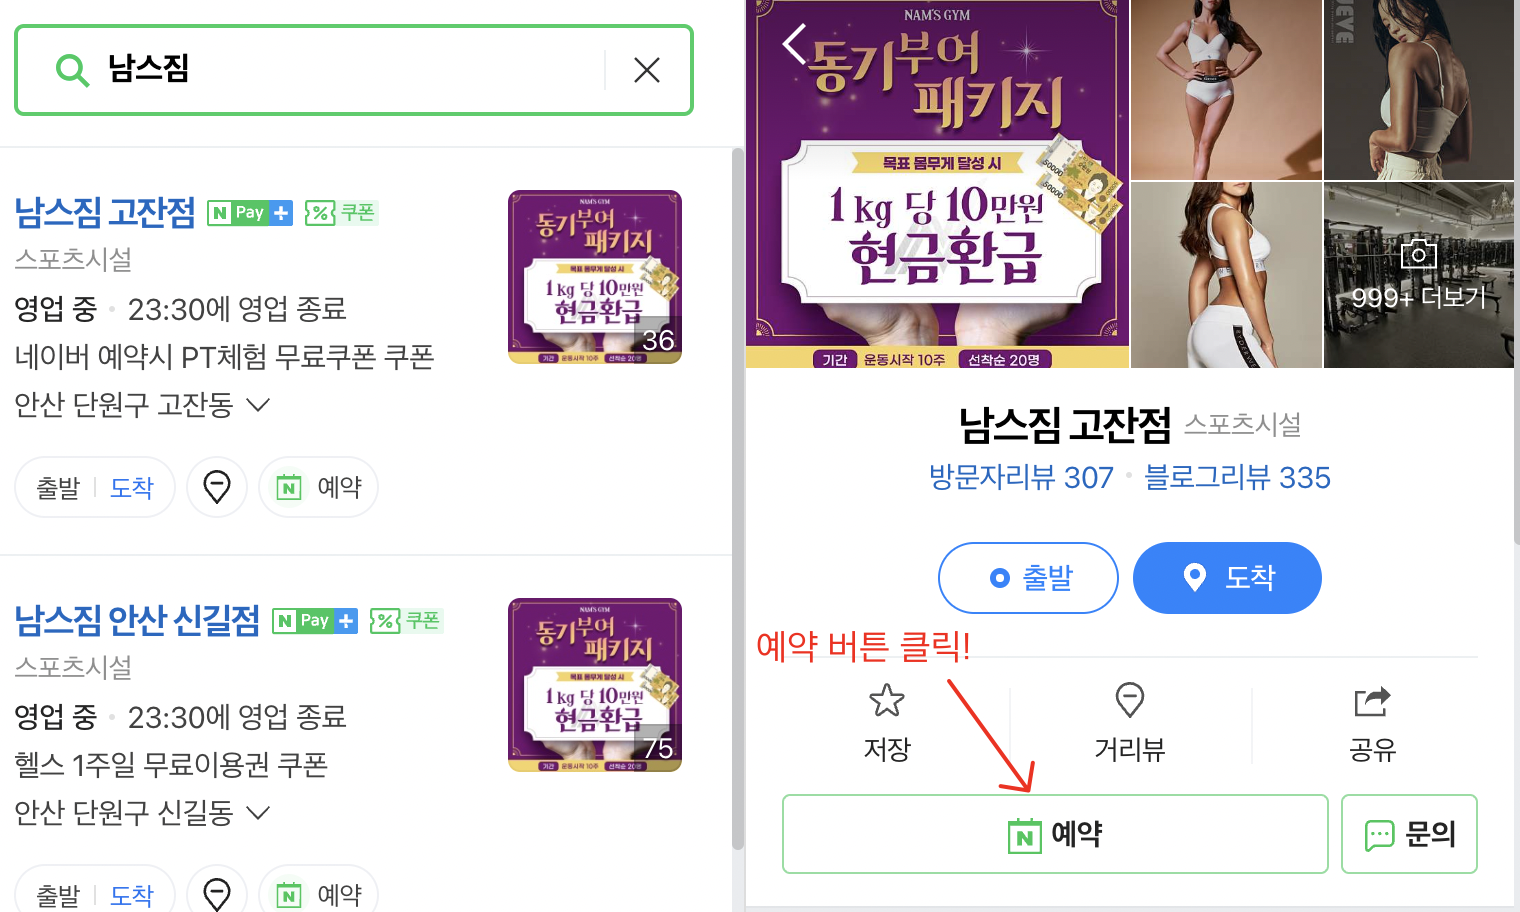 남스짐
남스짐 고잔점 N Pay + % 쿠폰
스포츠시설
영업 중 · 23:30에 영업 종료
네이버 예약시 PT체험 무료쿠폰 쿠폰
안산 단원구 고잔동
출발 도착 N 예약
NAM'S GYM
동기부여
패키지
목표 몸무게 달성 시
1 kg 당 10만원
현금환급
36
기간 운동시작 10주 선착순 20명
남스짐 안산 신길점 N Pay + % 쿠폰
스포츠시설
영업 중 · 23:30에 영업 종료
헬스 1주일 무료이용권 쿠폰
안산 단원구 신길동
출발 도착 N 예약
NAM'S GYM
동기부여
패키지
목표 몸무게 달성 시
1 kg 당 10만원
현금환급
75
기간 운동시작 10주 선착순 20명
NAM'S GYM
동기부여
패키지
목표 몸무게 달성 시
50000
50000
1 kg 당 10만원
현금환급
기간 운동시작 10주 선착순 20명
999+ 더보기
남스짐 고잔점 스포츠시설
방문자리뷰 307 · 블로그리뷰 335
출발 도착
예약 버튼 클릭!
저장 거리뷰 공유
N 예약 문의